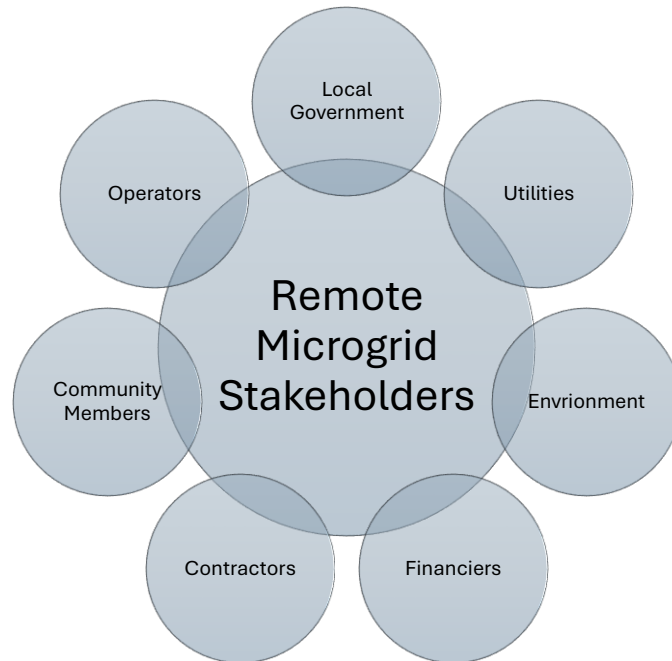 Local
Government
Operators
Utilities
Remote
Microgrid
Stakeholders
Community
Members
Envrionment
Contractors
Financiers